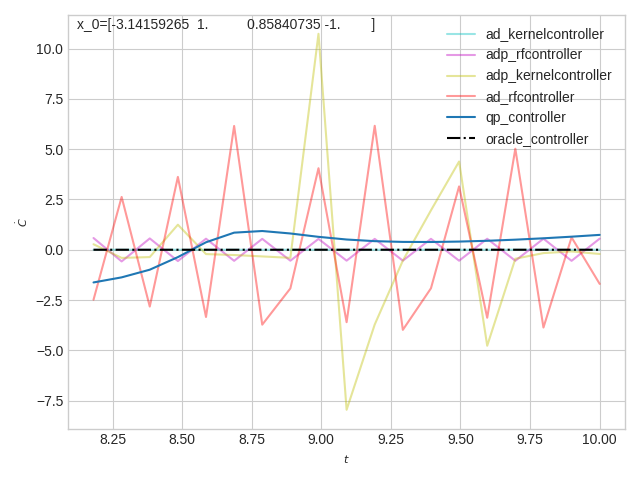 x_0=[-3.14159265 1. 0.85840735 -1. ]
ad_kernelcontroller
adp_rfcontroller
adp_kernelcontroller
ad_rfcontroller
qp_controller
oracle_controller
10.0
7.5
5.0
2.5
0.0
−2.5
−5.0
−7.5
Ċ
8.25 8.50 8.75 9.00 9.25 9.50 9.75 10.00
t